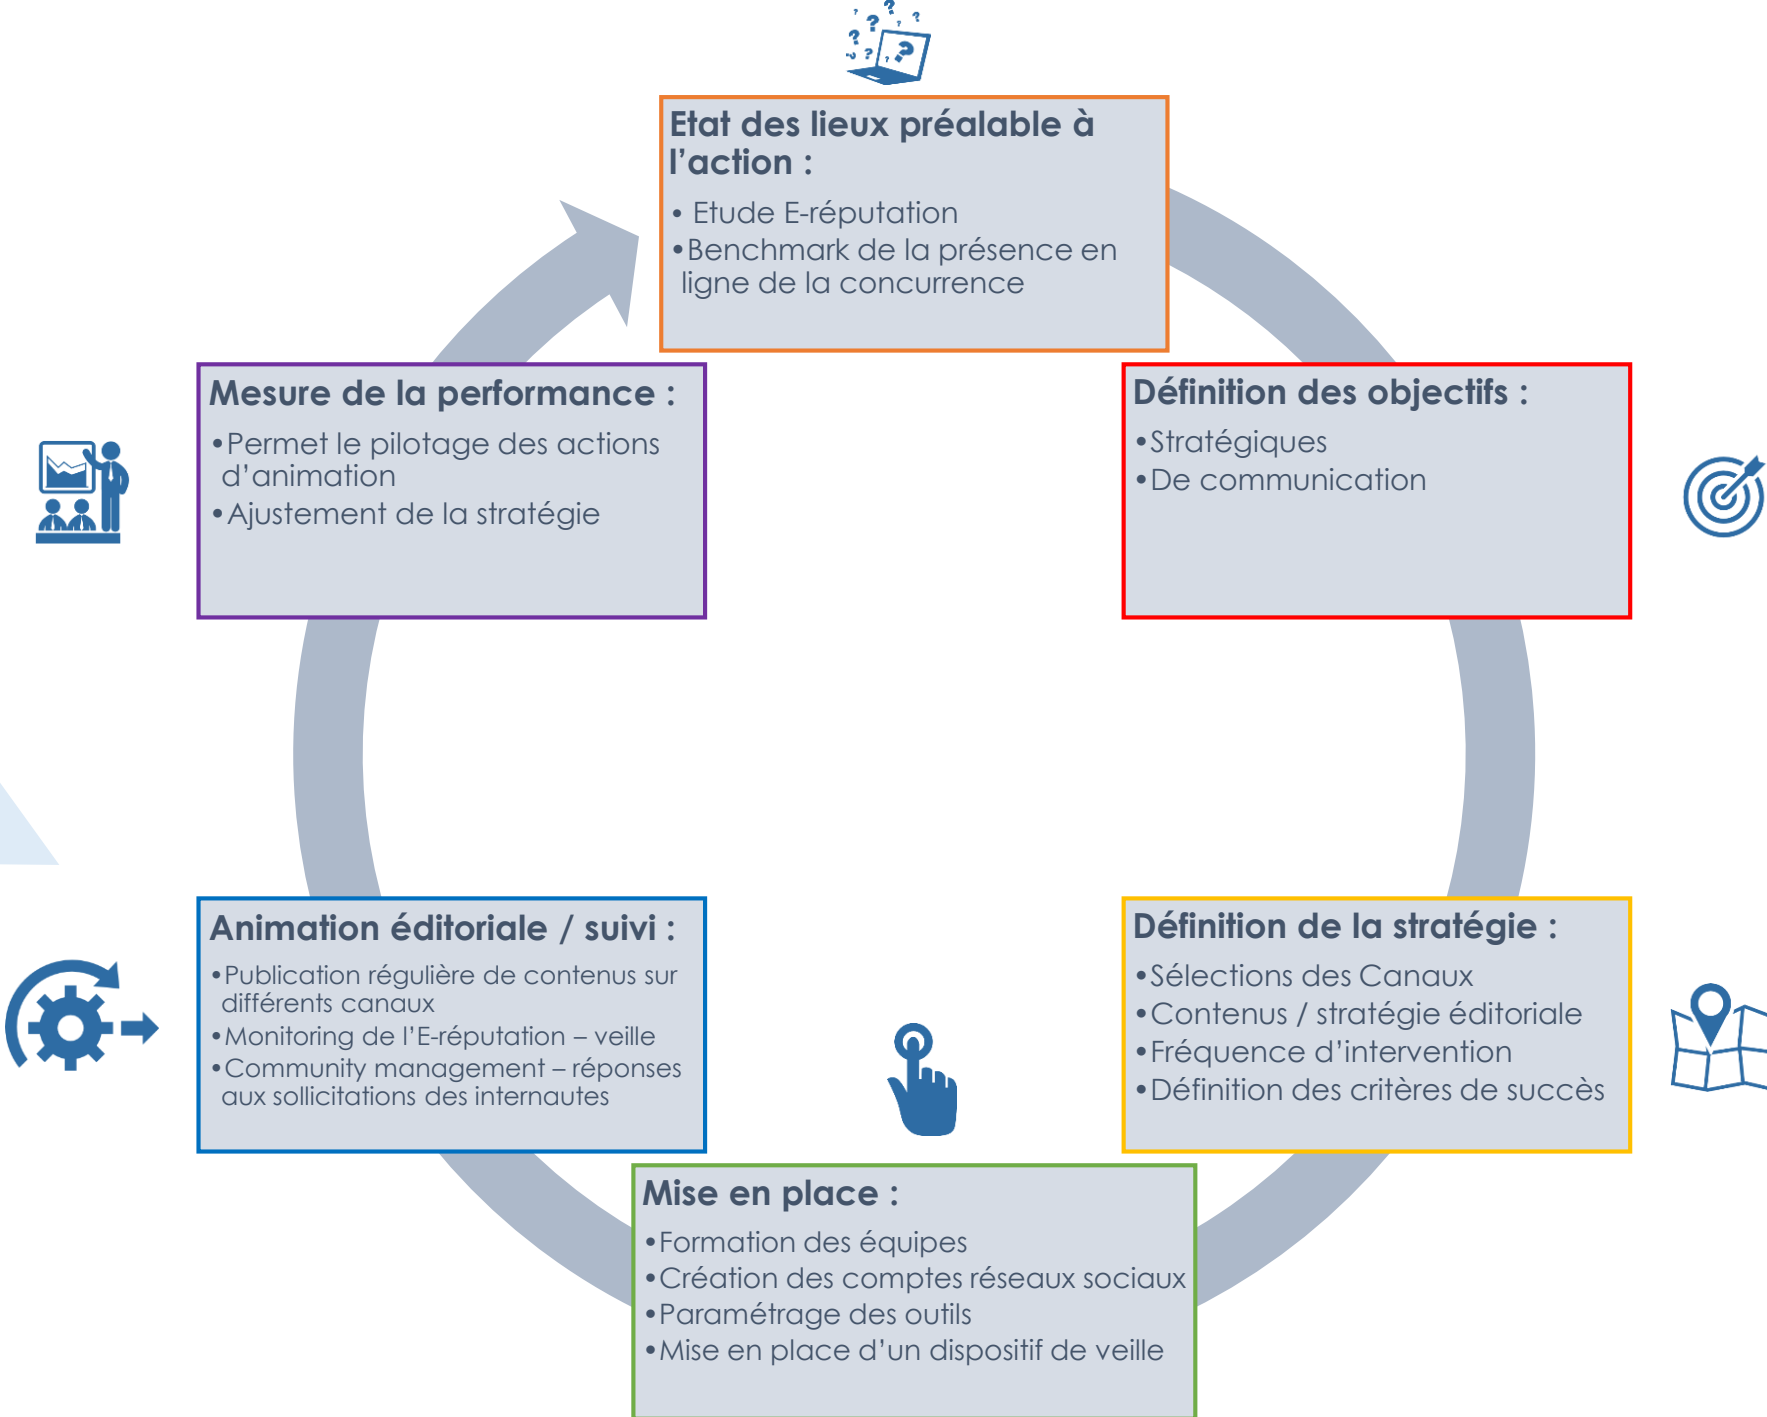 Etat des lieux préalable à
l’action :
• Etude E-réputation
•Benchmark de la présence en
ligne de la concurrence
Définition des objectifs :
•Stratégiques
•De communication
Définition de la stratégie :
•Sélections des Canaux
•Contenus / stratégie éditoriale
•Fréquence d’intervention
•Définition des critères de succès
Mise en place :
•Formation des équipes
•Création des comptes réseaux sociaux
•Paramétrage des outils
•Mise en place d’un dispositif de veille
Animation éditoriale / suivi :
•Publication régulière de contenus sur
différents canaux
•Monitoring de l’E-réputation – veille
•Community management – réponses
aux sollicitations des internautes
Mesure de la performance :
•Permet le pilotage des actions
d’animation
•Ajustement de la stratégie